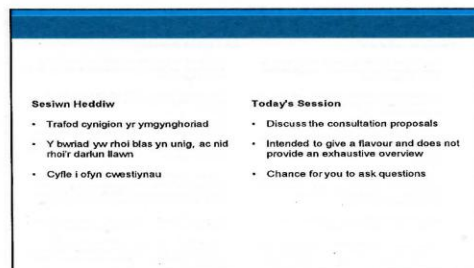 Sesiwn Heddiw
• Trafod cynigion yr ymgynghoriad
• Y bwriad yw rhoi blas yn unig, ac nid
rhoi'r darlun llawn
• Cyfle i ofyn cwestiynau
Today's Session
• Discuss the consultation proposals
• Intended to give a flavour and does not
provide an exhaustive overview
• Chance for you to ask questions